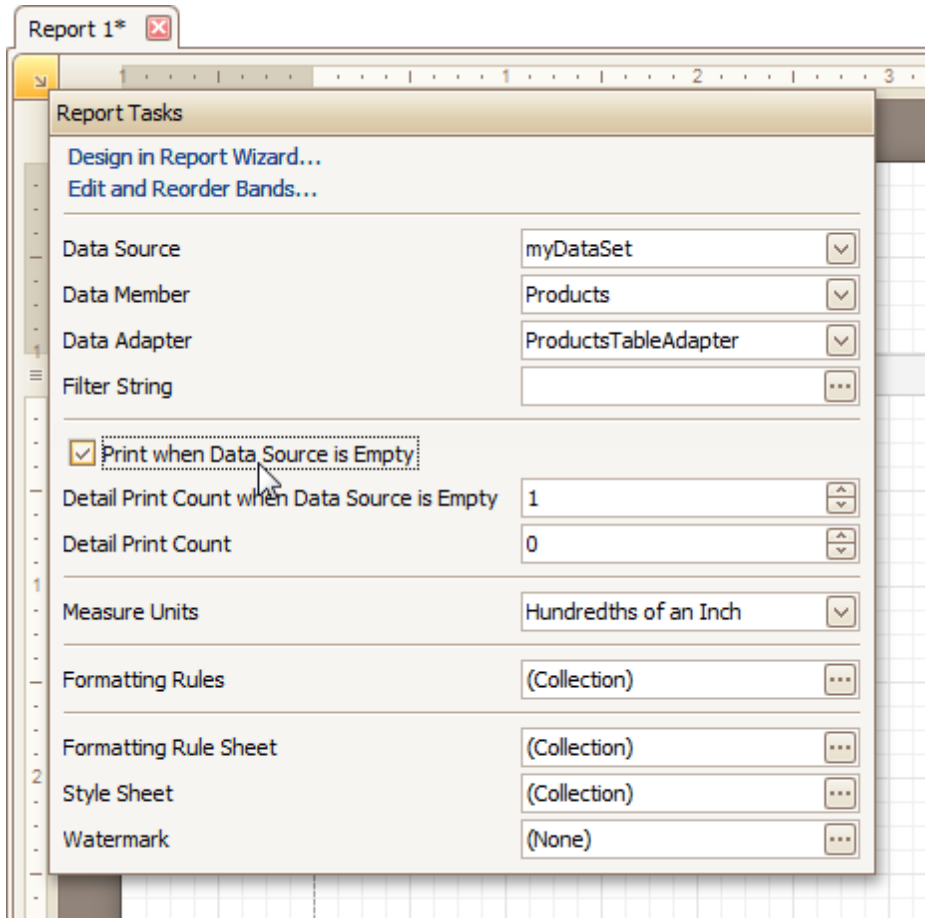 Report 1*
1 1 2 3
Report Tasks
Design in Report Wizard...
Edit and Reorder Bands...
Data Source myDataSet
Data Member Products
Data Adapter ProductsTableAdapter
1
Filter String
Print when Data Source is Empty
Detail Print Count when Data Source is Empty 1
Detail Print Count 0
1
Measure Units Hundredths of an Inch
Formatting Rules (Collection)
Formatting Rule Sheet (Collection)
2
Style Sheet (Collection)
Watermark (None)